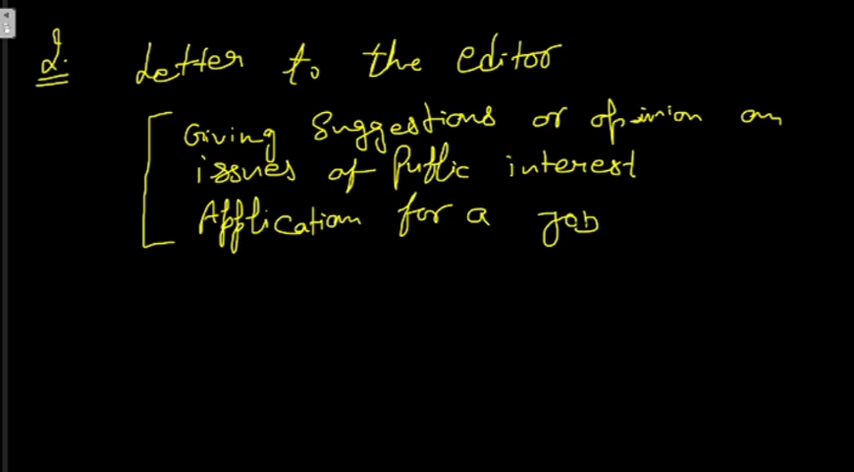 2. Letter to the editor
Giving Suggestions or opinion on
issues of Public interest
Application for a job